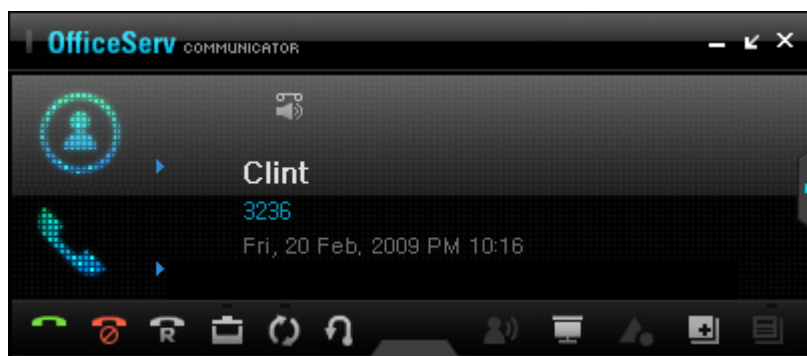 OfficeServ COMMUNICATOR
Clint
3236
Fri, 20 Feb, 2009 PM 10:16
R